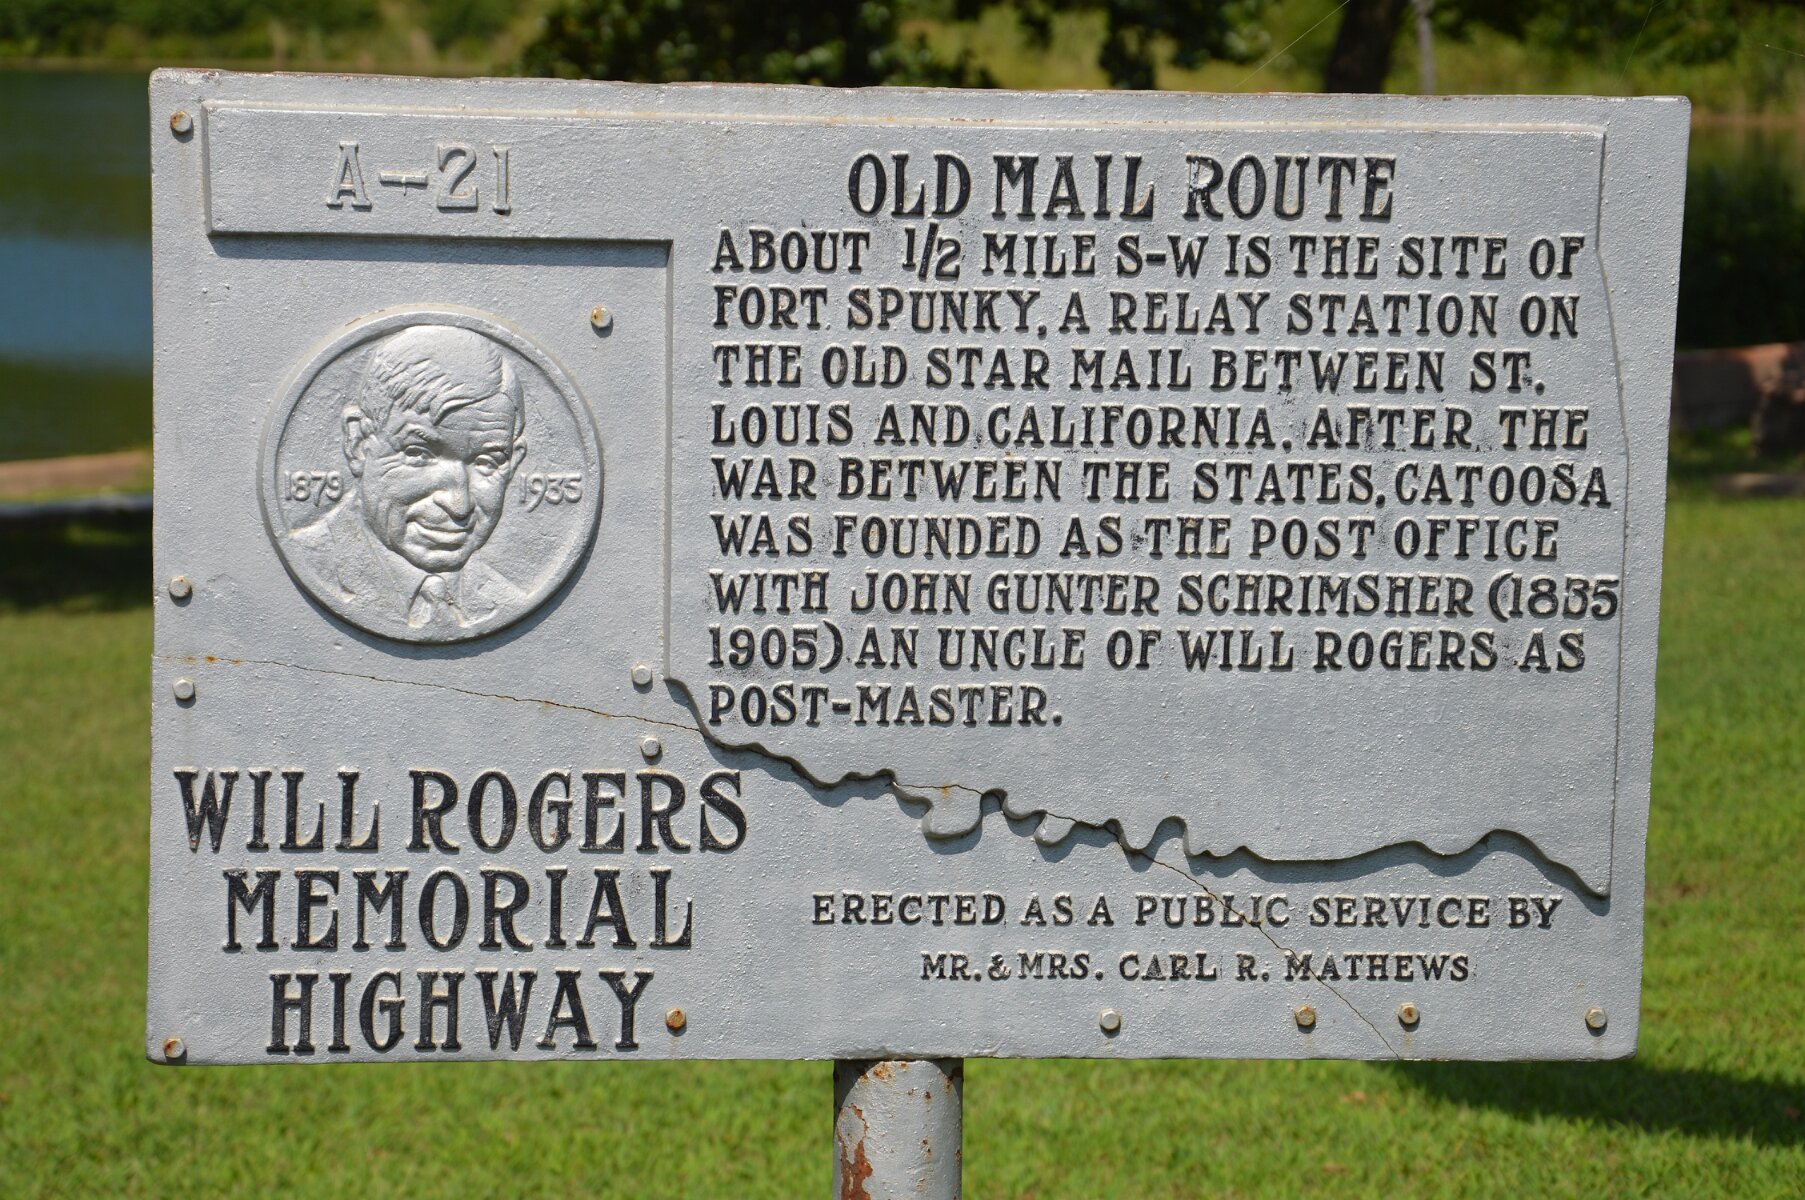 A-21
OLD MAIL ROUTE
ABOUT 1/2 MILE S-W IS THE SITE OF
FORT SPUNKY, A RELAY STATION ON
THE OLD STAR MAIL BETWEEN ST.
LOUIS AND CALIFORNIA. AFTER THE
WAR BETWEEN THE STATES, CATOOSA
WAS FOUNDED AS THE POST OFFICE
WITH JOHN GUNTER SCHRIMSHER (1835
1905) AN UNCLE OF WILL ROGERS AS
POST-MASTER.
1879 1935
WILL ROGERS
MEMORIAL
HIGHWAY
ERECTED AS A PUBLIC SERVICE BY
MR. & MRS. CARL R. MATHEWS